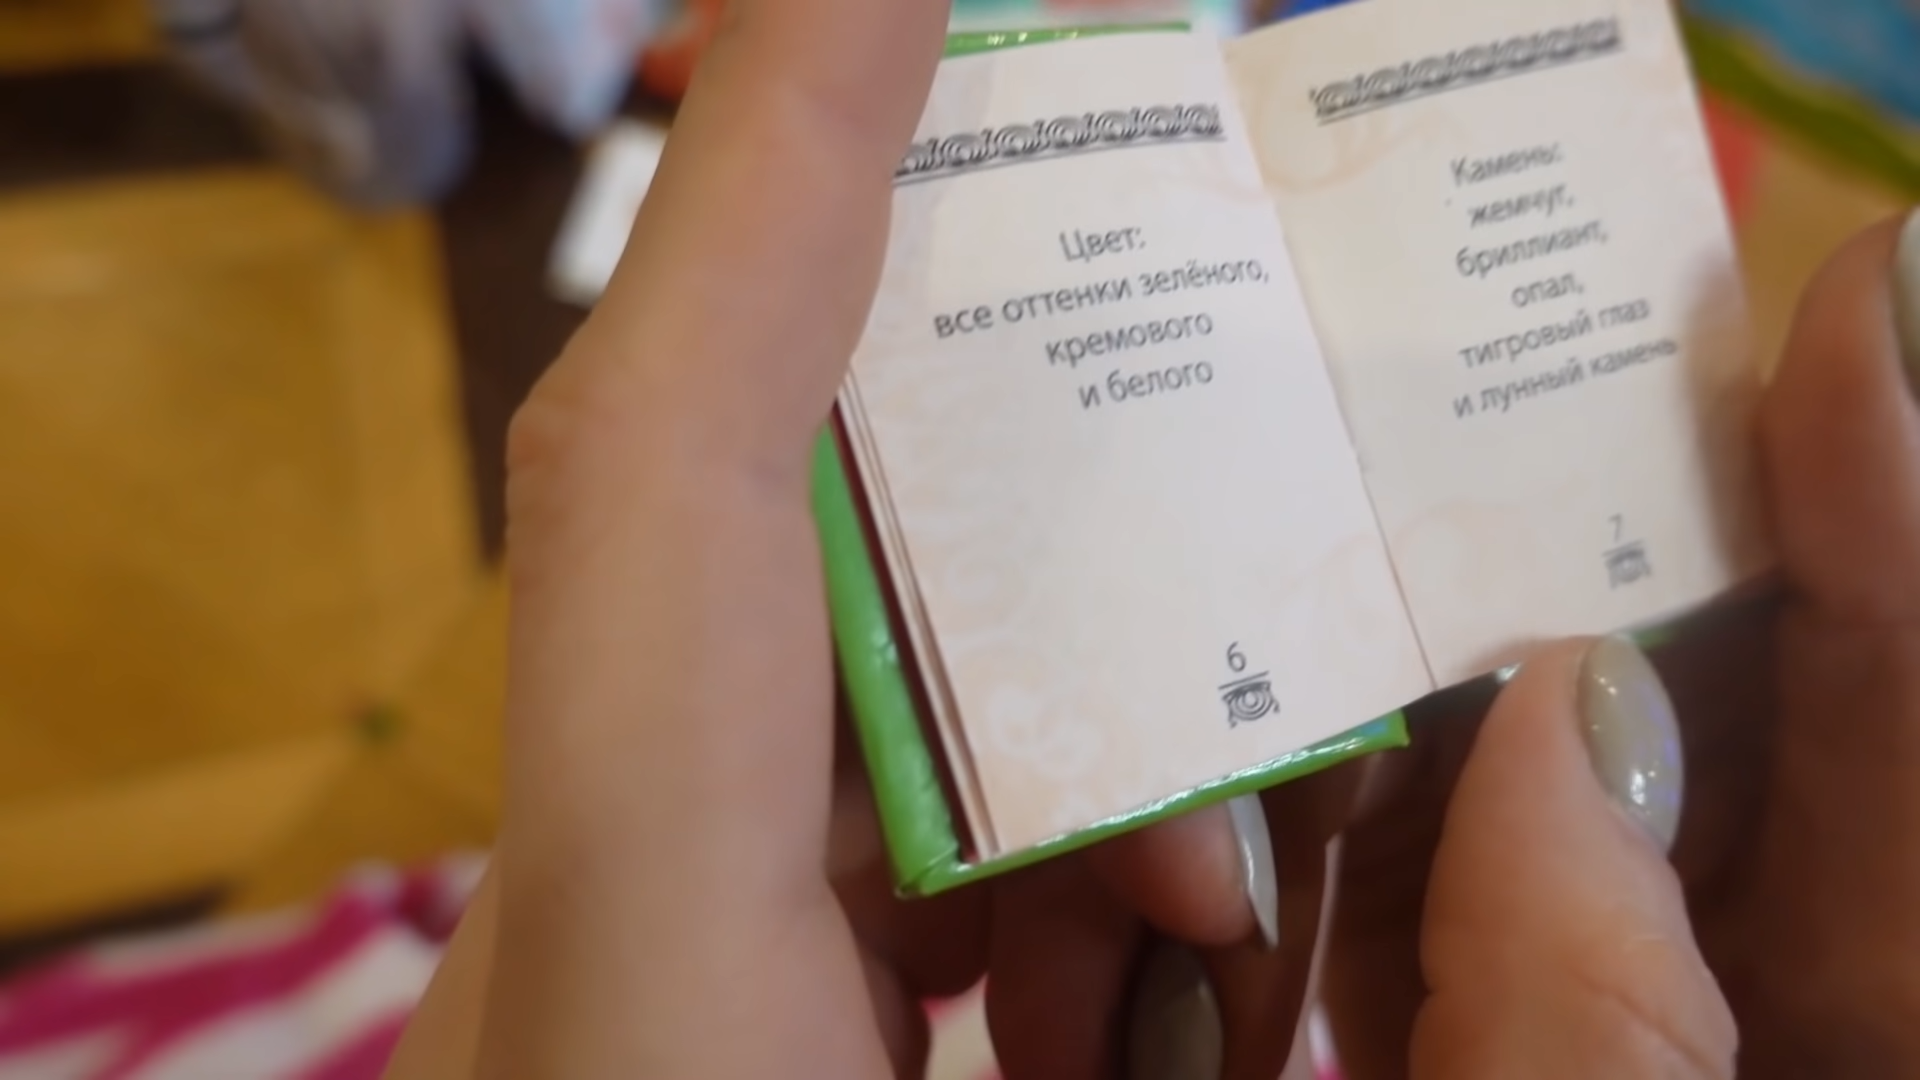 Цвет:
все оттенки зелёного,
кремового
и белого
6
Камень:
жемчуг,
бриллиант,
опал,
тигровый глаз
и лунный камень
7